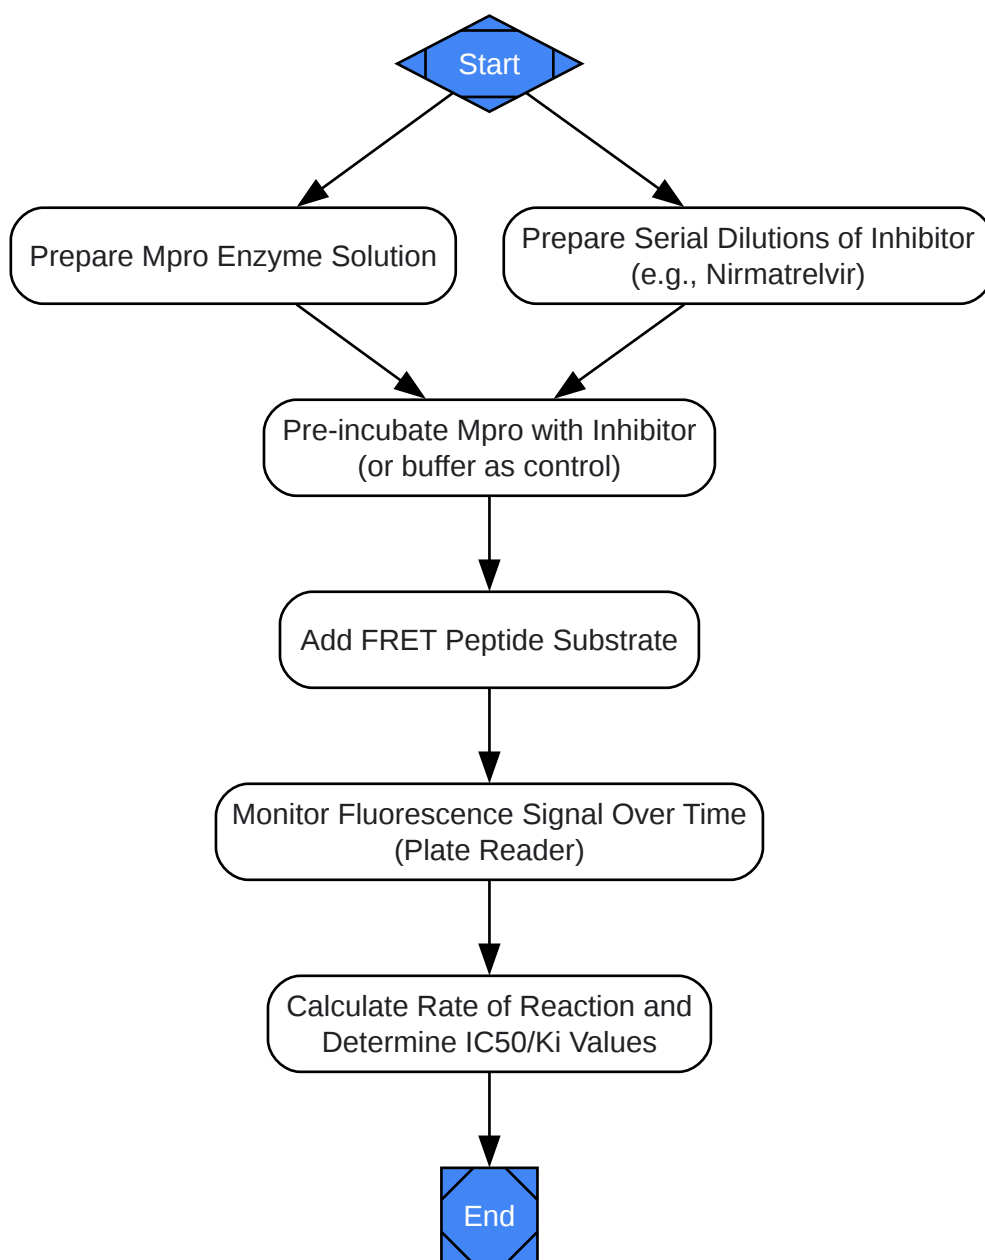 Start
Prepare Mpro Enzyme Solution
Prepare Serial Dilutions of Inhibitor
(e.g., Nirmatrelvir)
Pre-incubate Mpro with Inhibitor
(or buffer as control)
Add FRET Peptide Substrate
Monitor Fluorescence Signal Over Time
(Plate Reader)
Calculate Rate of Reaction and
Determine IC50/Ki Values
End